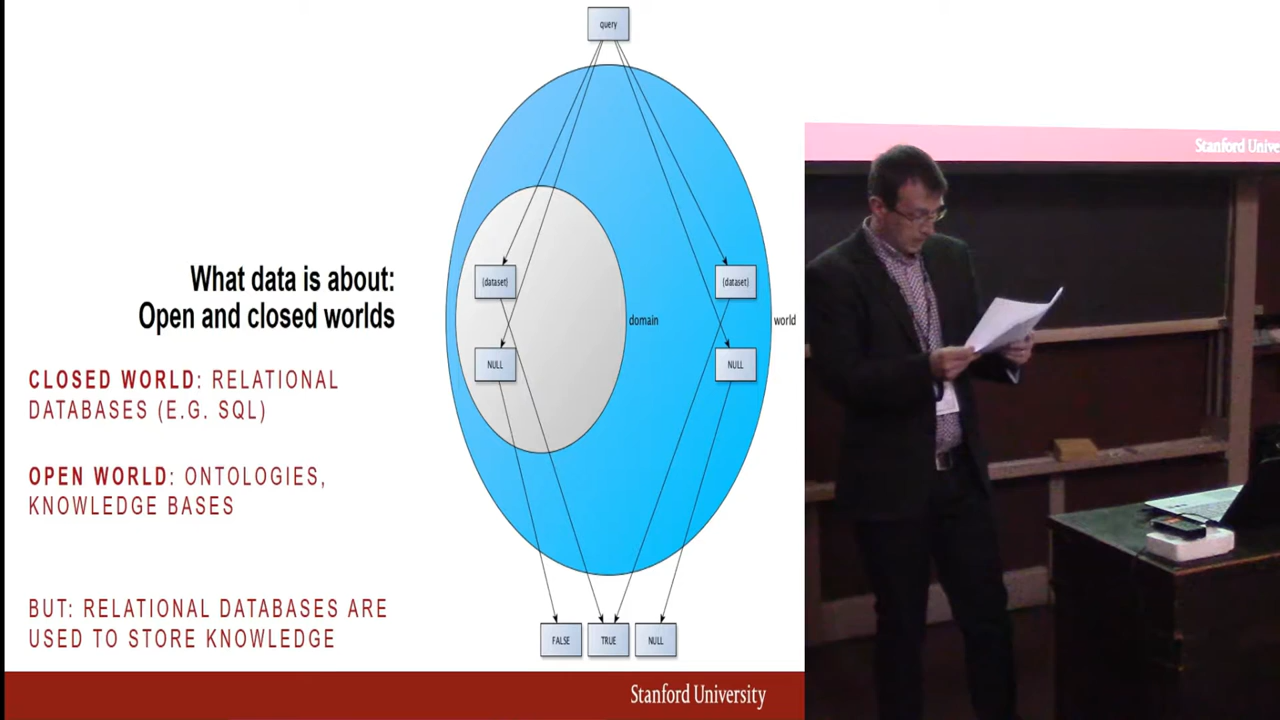 query
What data is about:
Open and closed worlds
CLOSED WORLD: RELATIONAL
DATABASES (E.G. SQL)
OPEN WORLD: ONTOLOGIES,
KNOWLEDGE BASES
BUT: RELATIONAL DATABASES ARE
USED TO STORE KNOWLEDGE
(dataset)
(dataset)
domain
world
NULL
NULL
FALSE
TRUE
NULL
Stanford University
Stanford Unive